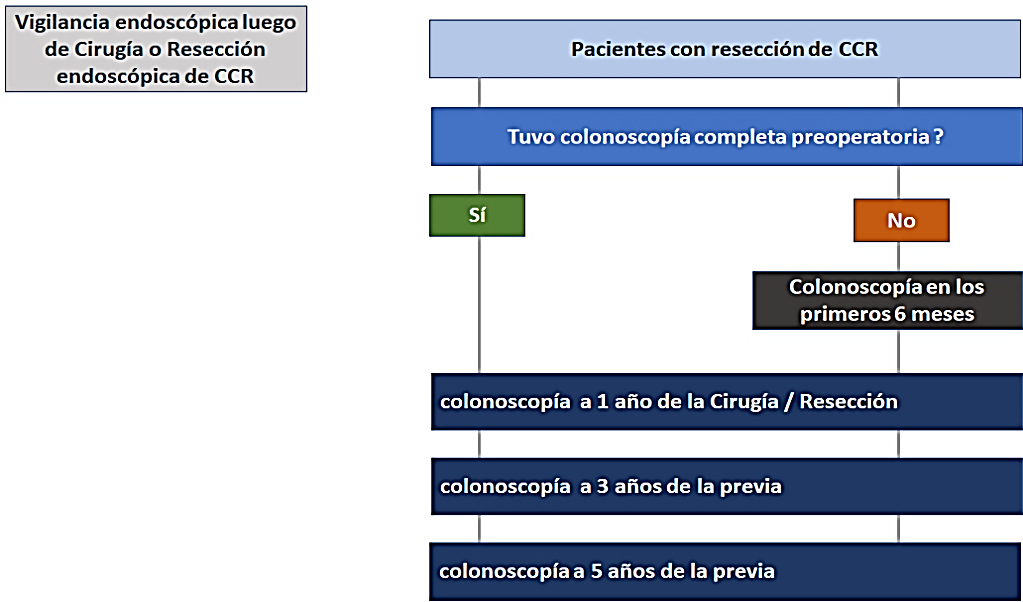 Vigilancia endoscópica luego
de Cirugía o Resección
endoscópica de CCR
Pacientes con resección de CCR
Tuvo colonoscopía completa preoperatoria ?
Sí
No
Colonoscopía en los
primeros 6 meses
colonoscopía a 1 año de la Cirugía / Resección
colonoscopía a 3 años de la previa
colonoscopía a 5 años de la previa